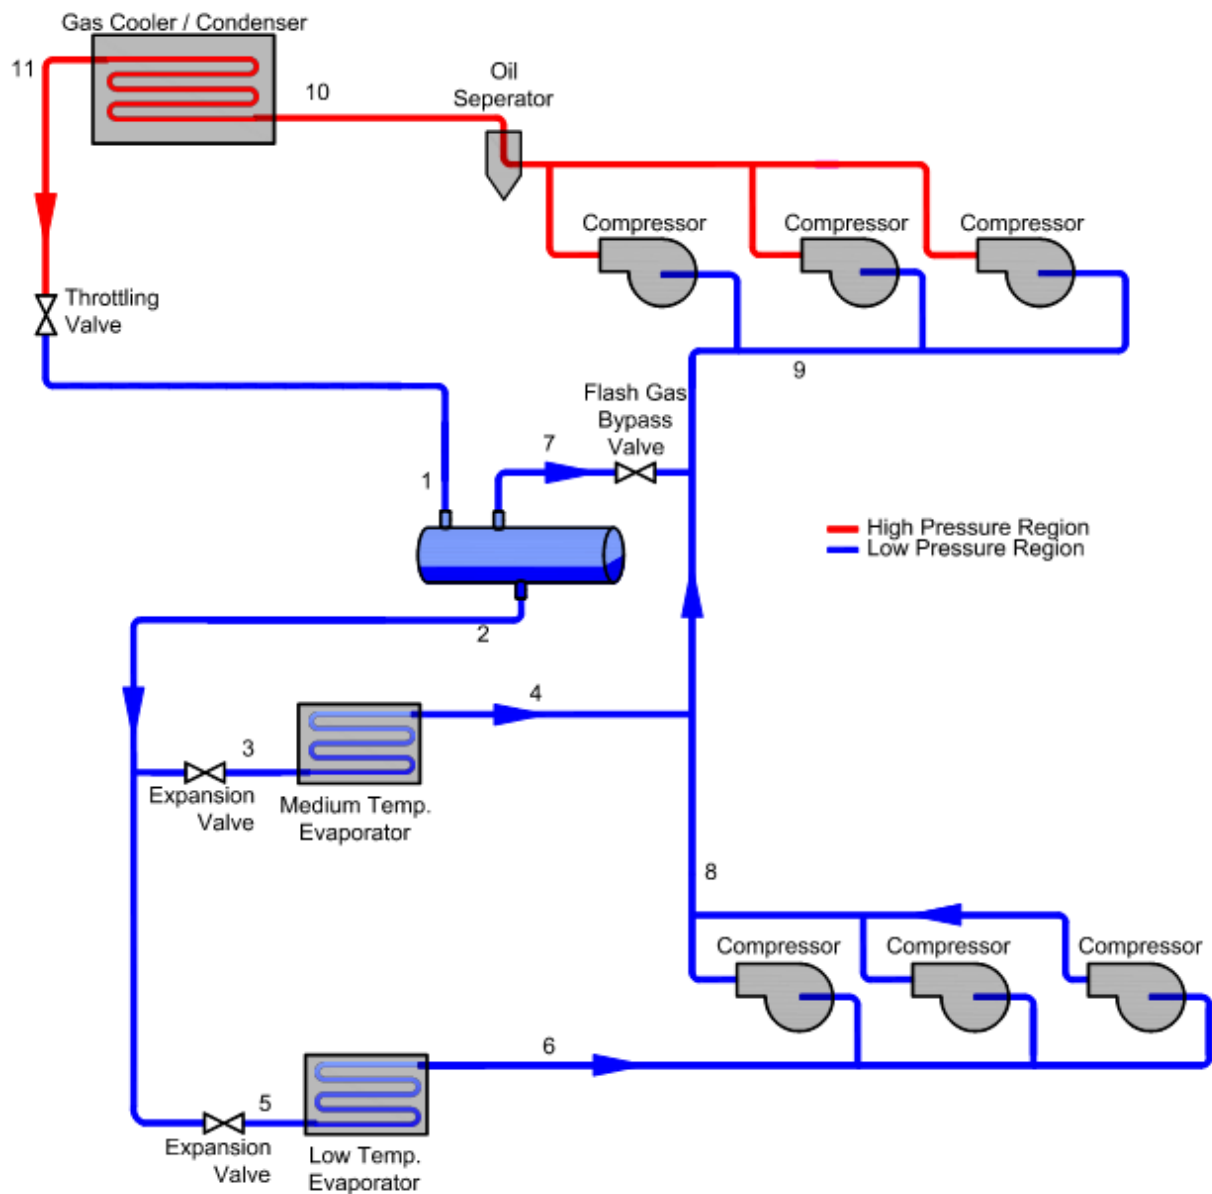 Gas Cooler / Condenser
11
10
Oil
Seperator
Compressor
Compressor
Compressor
Throttling
Valve
9
Flash Gas
Bypass
Valve
7
1
High Pressure Region
Low Pressure Region
2
4
3
Expansion
Valve
Medium Temp.
Evaporator
8
Compressor
Compressor
Compressor
6
5
Expansion
Valve
Low Temp.
Evaporator